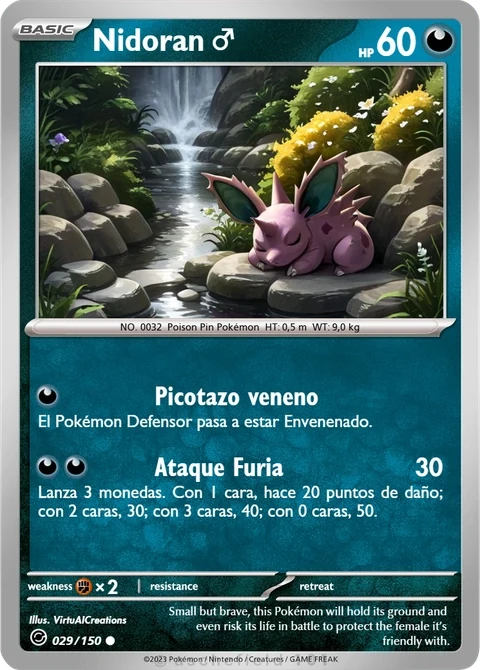 BASIC
Nidoran ♂
HP 60
NO. 0032 Poison Pin Pokémon HT: 0,5 m WT: 9,0 kg
Picotazo veneno
El Pokémon Defensor pasa a estar Envenenado.
Ataque Furia 30
Lanza 3 monedas. Con 1 cara, hace 20 puntos de daño;
con 2 caras, 30; con 3 caras, 40; con 0 caras, 50.
weakness ×2 resistance retreat
Illus. VirtuAlCreations
Small but brave, this Pokémon will hold its ground and
even risk its life in battle to protect the female it's
friendly with.
029/150
©2023 Pokémon / Nintendo / Creatures / GAME FREAK